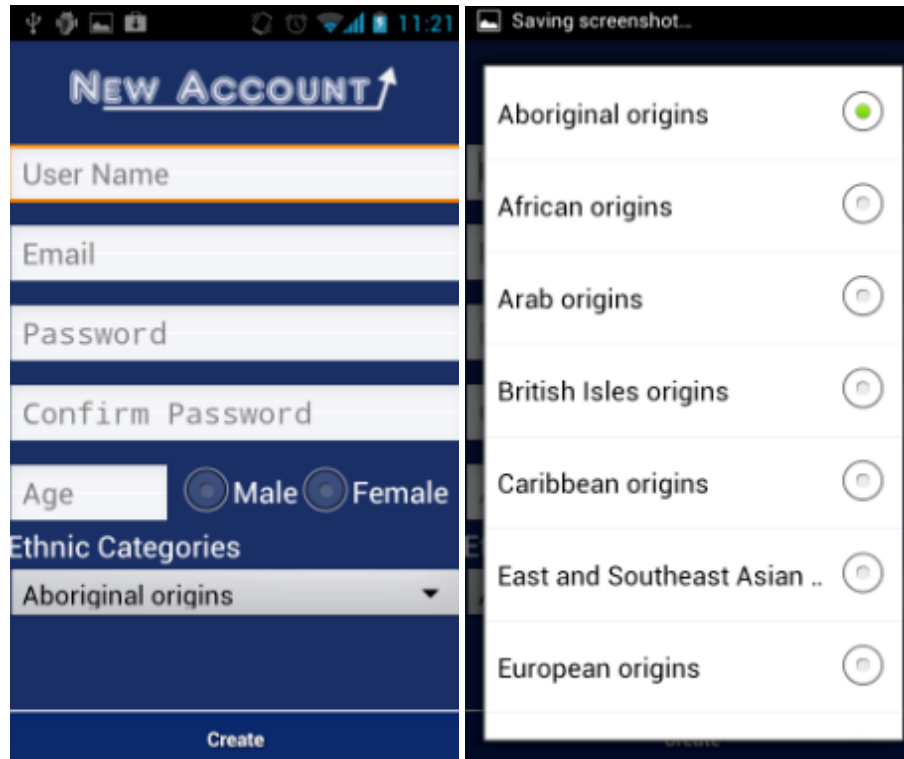 11:21
New Account
User Name
Email
Password
Confirm Password
Age
Male
Female
Ethnic Categories
Aboriginal origins
Create
Saving screenshot...
Aboriginal origins
African origins
Arab origins
British Isles origins
Caribbean origins
East and Southeast Asian ..
European origins
Create